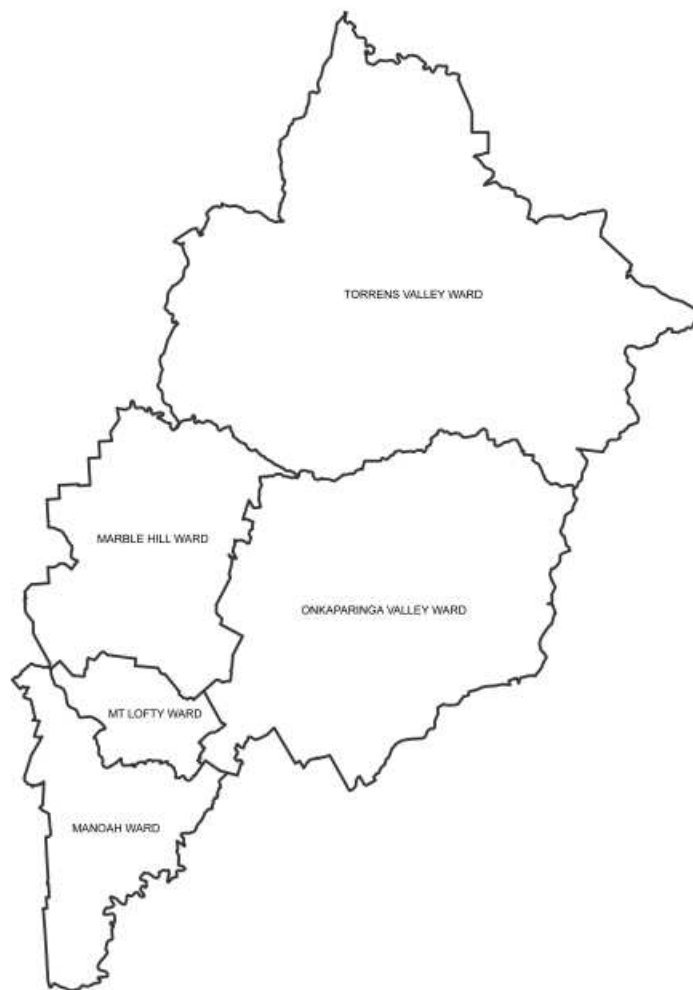 TORRENS VALLEY WARD
MARBLE HILL WARD
ONKAPARINGA VALLEY WARD
MT LOFTY WARD
MANOAH WARD